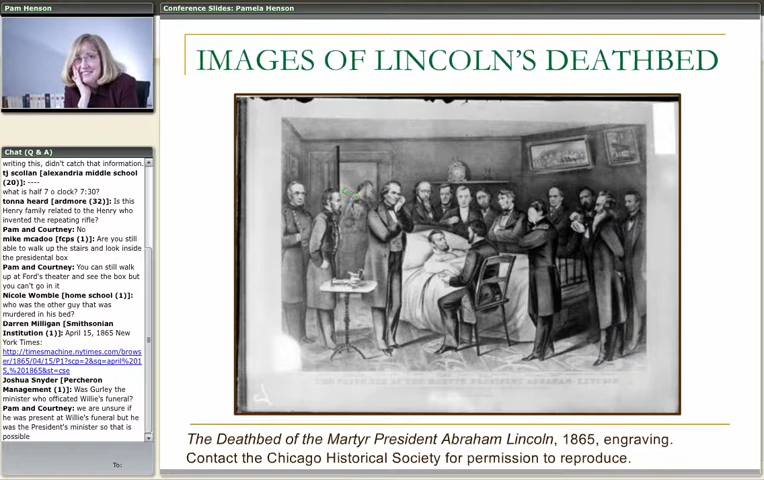 Pam Henson
Conference Slides: Pamela Henson
IMAGES OF LINCOLN'S DEATHBED
The Deathbed of the Martyr President Abraham Lincoln, 1865, engraving.
Contact the Chicago Historical Society for permission to reproduce.
Chat (Q & A)
writing this, didn't catch that information.
tj scollan [alexandria middle school
(20)]: ----
what is half 7 o clock? 7:30?
tonna heard [ardmore (32)]: Is this
Henry family related to the Henry who
invented the repeating rifle?
Pam and Courtney: No
mike mcadoo [fcps (1)]: Are you still
able to walk up the stairs and look inside
the presidental box
Pam and Courtney: You can still walk
up at Ford's theater and see the box but
you can't go in it
Nicole Womble [home school (1)]:
who was the other guy that was
murdered in his bed?
Darren Milligan [Smithsonian
Institution (1)]: April 15, 1865 New
York Times:
http://timesmachine.nytimes.com/brows
er/1865/04/15/P1?scp=2&sq=april%201
5,%201865&st=cse
Joshua Snyder [Percheron
Management (1)]: Was Gurley the
minister who officated Willie's funeral?
Pam and Courtney: we are unsure if
he was present at Willie's funeral but he
was the President's minister so that is
possible
To: